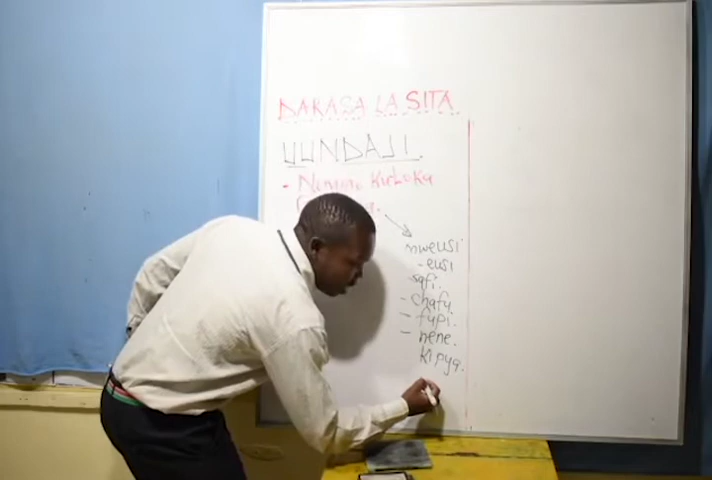 DARASA LA SITA
UUNDAJI.
- Nomino Kutoka
mweusi
- eusi
safi.
- chafu
- fupi.
- nene.
Kipya.